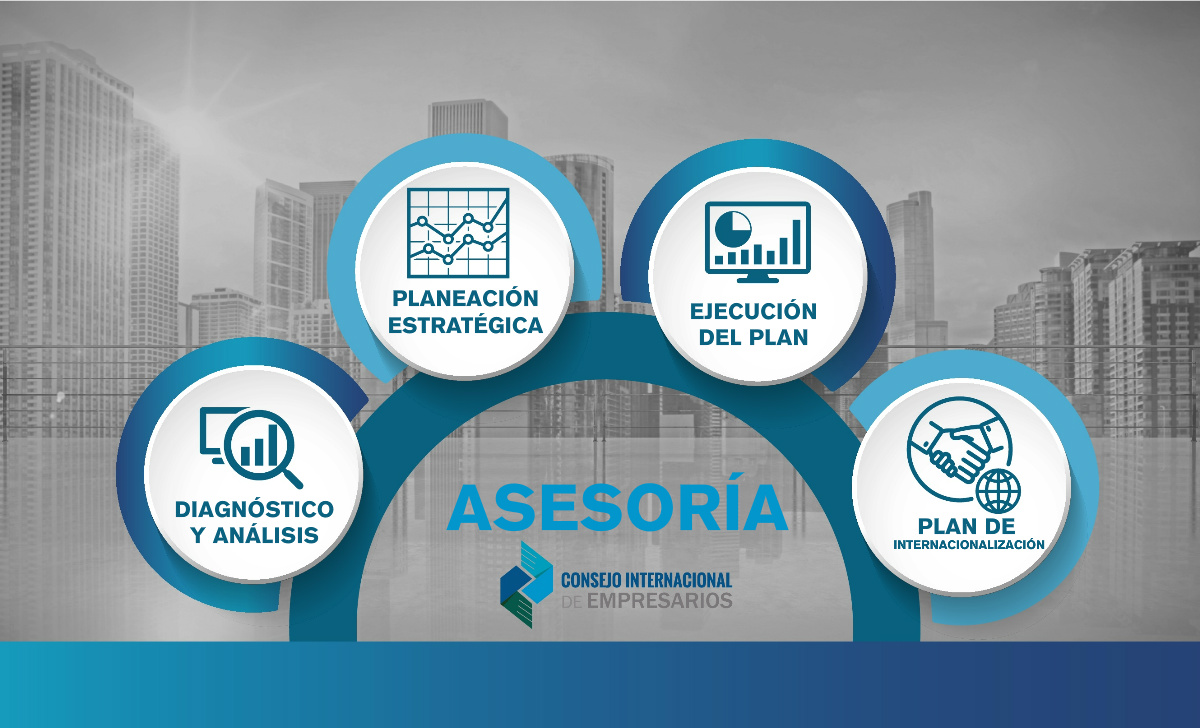 PLANEACIÓN
ESTRATÉGICA
EJECUCIÓN
DEL PLAN
DIAGNÓSTICO
Y ANÁLISIS
PLAN DE
INTERNACIONALIZACIÓN
ASESORÍA
CONSEJO INTERNACIONAL
DE EMPRESARIOS